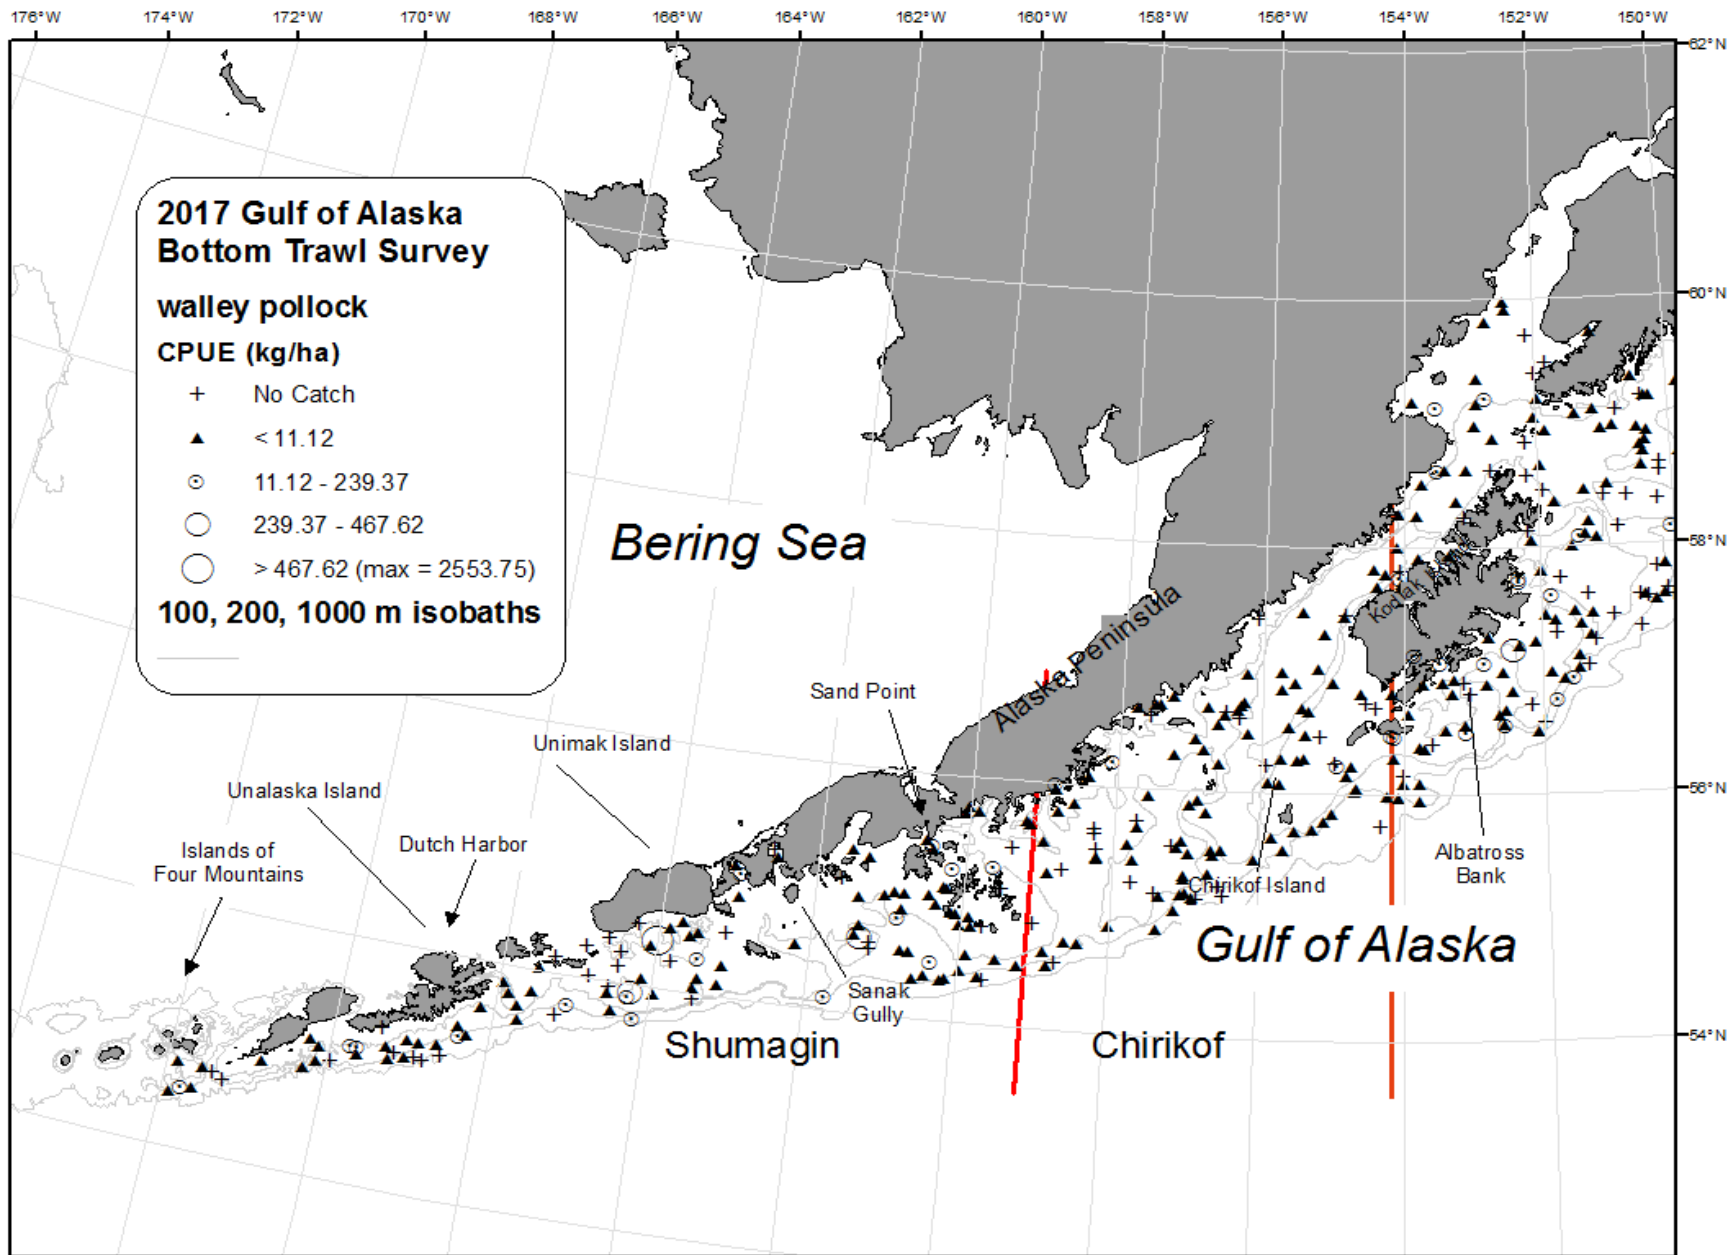 176°W 174°W 172°W 170°W 168°W 166°W 164°W 162°W 160°W 158°W 156°W 154°W 152°W 150°W
62°N
2017 Gulf of Alaska
Bottom Trawl Survey
walley pollock
CPUE (kg/ha)
No Catch
< 11.12
11.12 - 239.37
239.37 - 467.62
> 467.62 (max = 2553.75)
100, 200, 1000 m isobaths
60°N
Bering Sea
58°N
Kodiak Island
Alaska Peninsula
Sand Point
Unimak Island
Unalaska Island
56°N
Dutch Harbor
Islands of
Four Mountains
Albatross
Bank
Chirikof Island
Gulf of Alaska
Sanak
Gully
Shumagin
Chirikof
54°N